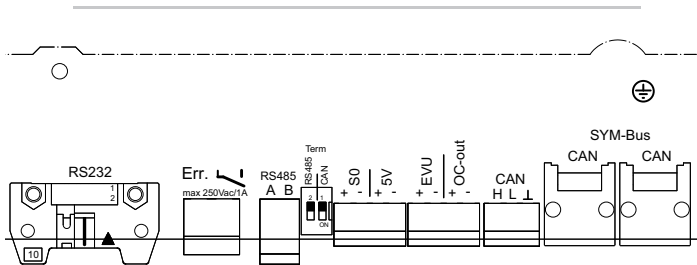 SYM-Bus
CAN CAN
Term
RS485 CAN
2 1
ON
RS232
1
2
10
Err.
max 250Vac/1A
RS485
A B
S0 5V
+ - + -
EVU OC-out
+ - + -
CAN
H L ⊥